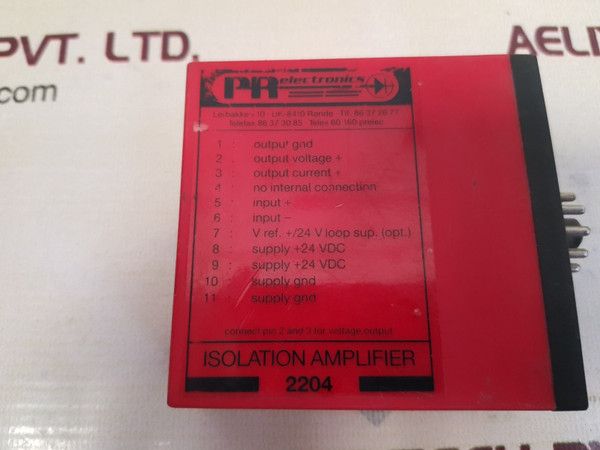 PVT. LTD.
AELI
com
PR electronics
DK-8410 Rønde · Tlf. 86 37 26 77
Telefax 86 37 30 85 · Telex 60 160 prelec
1 : output gnd
2 : output voltage +
3 : output current +
4 : no internal connection
5 : input +
6 : input −
7 : V ref. +/24 V loop sup. (opt.)
8 : supply +24 VDC
9 : supply +24 VDC
10 : supply gnd
11 : supply gnd
connect pin 2 and 3 for voltage output
ISOLATION AMPLIFIER
2204